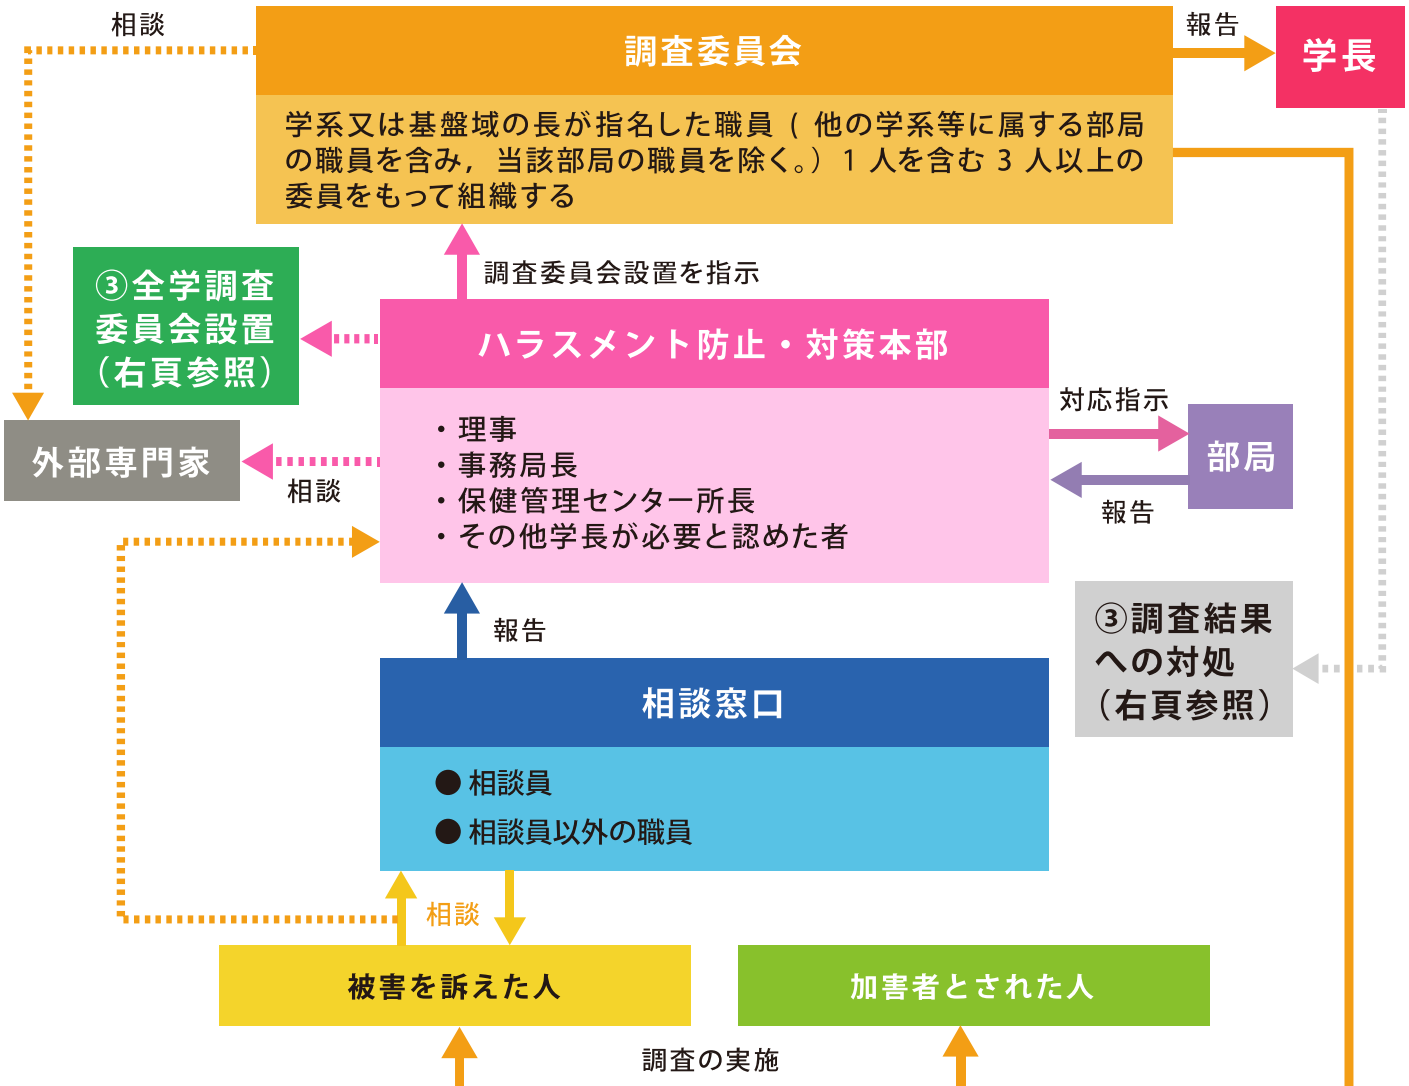 相談
調査委員会
報告
学長
学系又は基盤域の長が指名した職員 ( 他の学系等に属する部局
の職員を含み，当該部局の職員を除く。）1 人を含む 3 人以上の
委員をもって組織する
調査委員会設置を指示
③全学調査
委員会設置
（右頁参照）
ハラスメント防止・対策本部
・理事
・事務局長
・保健管理センター所長
・その他学長が必要と認めた者
対応指示
部局
報告
外部専門家
相談
③調査結果
への対処
（右頁参照）
報告
相談窓口
● 相談員
● 相談員以外の職員
相談
被害を訴えた人
加害者とされた人
調査の実施